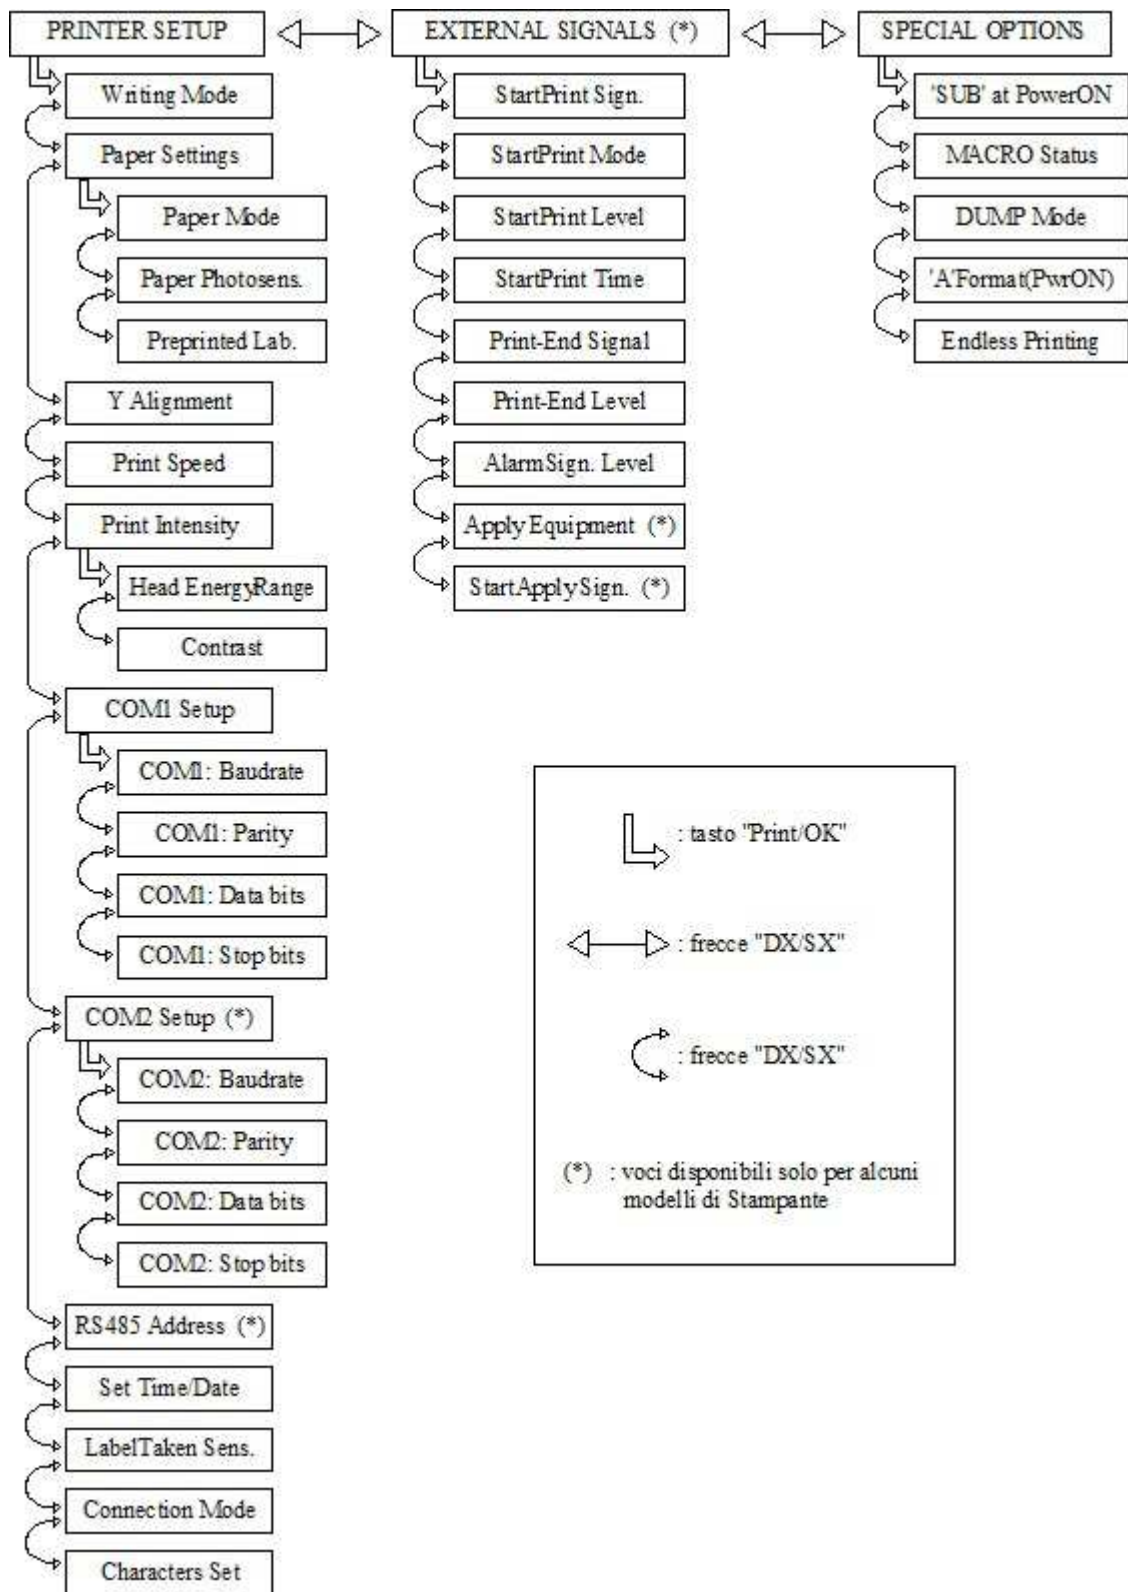 PRINTER SETUP
Writing Mode
Paper Settings
Paper Mode
Paper Photosens.
Preprinted Lab.
Y Alignment
Print Speed
Print Intensity
Head EnergyRange
Contrast
COM1 Setup
COM1: Baudrate
COM1: Parity
COM1: Data bits
COM1: Stop bits
COM2 Setup (*)
COM2: Baudrate
COM2: Parity
COM2: Data bits
COM2: Stop bits
RS485 Address (*)
Set Time/Date
LabelTaken Sens.
Connection Mode
Characters Set
EXTERNAL SIGNALS (*)
StartPrint Sign.
StartPrint Mode
StartPrint Level
StartPrint Time
Print-End Signal
Print-End Level
AlarmSign. Level
Apply Equipment (*)
StartApplySign. (*)
SPECIAL OPTIONS
'SUB' at PowerON
MACRO Status
DUMP Mode
'A'Format(PwrON)
Endless Printing
: tasto "Print/OK"
: frecce "DX/SX"
: frecce "DX/SX"
(*) : voci disponibili solo per alcuni
modelli di Stampante